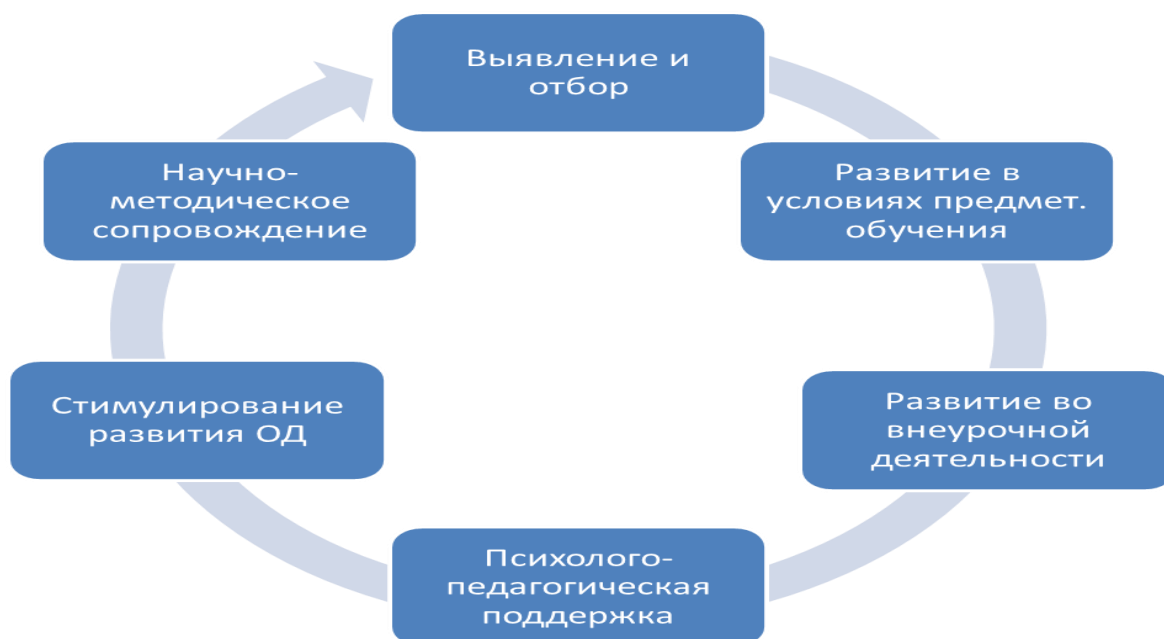 Выявление и
отбор
Развитие в
условиях предмет.
обучения
Развитие во
внеурочной
деятельности
Психолого-
педагогическая
поддержка
Стимулирование
развития ОД
Научно-
методическое
сопровождение